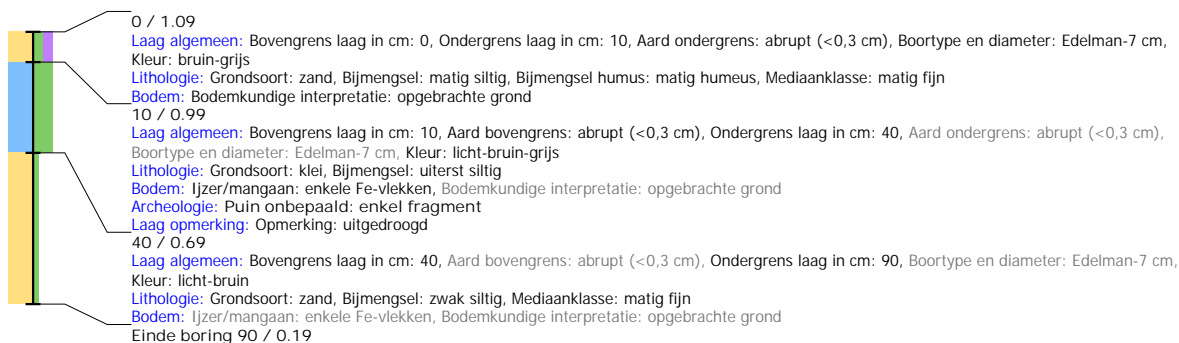 0 / 1.09
Laag algemeen: Bovengrens laag in cm: 0, Ondergrens laag in cm: 10, Aard ondergrens: abrupt (<0,3 cm), Boortype en diameter: Edelman-7 cm,
Kleur: bruin-grijs
Lithologie: Grondsoort: zand, Bijmengsel: matig siltig, Bijmengsel humus: matig humeus, Mediaanklasse: matig fijn
Bodem: Bodemkundige interpretatie: opgebrachte grond
10 / 0.99
Laag algemeen: Bovengrens laag in cm: 10, Aard bovengrens: abrupt (<0,3 cm), Ondergrens laag in cm: 40, Aard ondergrens: abrupt (<0,3 cm),
Boortype en diameter: Edelman-7 cm, Kleur: licht-bruin-grijs
Lithologie: Grondsoort: klei, Bijmengsel: uiterst siltig
Bodem: Ijzer/mangaan: enkele Fe-vlekken, Bodemkundige interpretatie: opgebrachte grond
Archeologie: Puin onbepaald: enkel fragment
Laag opmerking: Opmerking: uitgedroogd
40 / 0.69
Laag algemeen: Bovengrens laag in cm: 40, Aard bovengrens: abrupt (<0,3 cm), Ondergrens laag in cm: 90, Boortype en diameter: Edelman-7 cm,
Kleur: licht-bruin
Lithologie: Grondsoort: zand, Bijmengsel: zwak siltig, Mediaanklasse: matig fijn
Bodem: Ijzer/mangaan: enkele Fe-vlekken, Bodemkundige interpretatie: opgebrachte grond
Einde boring 90 / 0.19